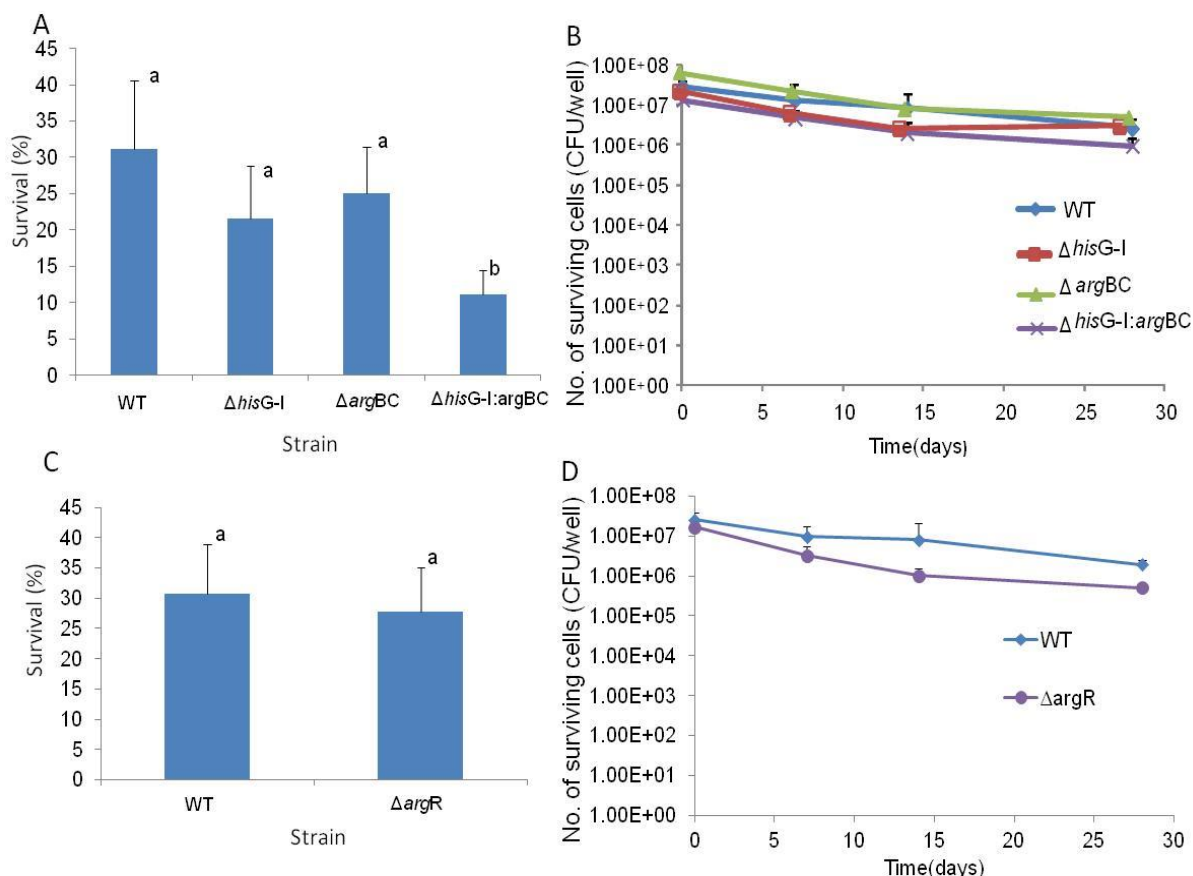 A
45
40
35
30
25
20
15
10
5
0
Survival (%)
a
a
a
b
WT
ΔhisG-I
ΔargBC
ΔhisG-I:argBC
Strain
B
1.00E+08
1.00E+07
1.00E+06
1.00E+05
1.00E+04
1.00E+03
1.00E+02
1.00E+01
1.00E+00
No. of surviving cells (CFU/well)
WT
ΔhisG-I
ΔargBC
ΔhisG-I:argBC
0 5 10 15 20 25 30
Time(days)
C
45
40
35
30
25
20
15
10
5
0
Survival (%)
a
a
WT
ΔargR
Strain
D
1.00E+08
1.00E+07
1.00E+06
1.00E+05
1.00E+04
1.00E+03
1.00E+02
1.00E+01
1.00E+00
No. of surviving cells (CFU/well)
WT
ΔargR
0 5 10 15 20 25 30
Time(days)